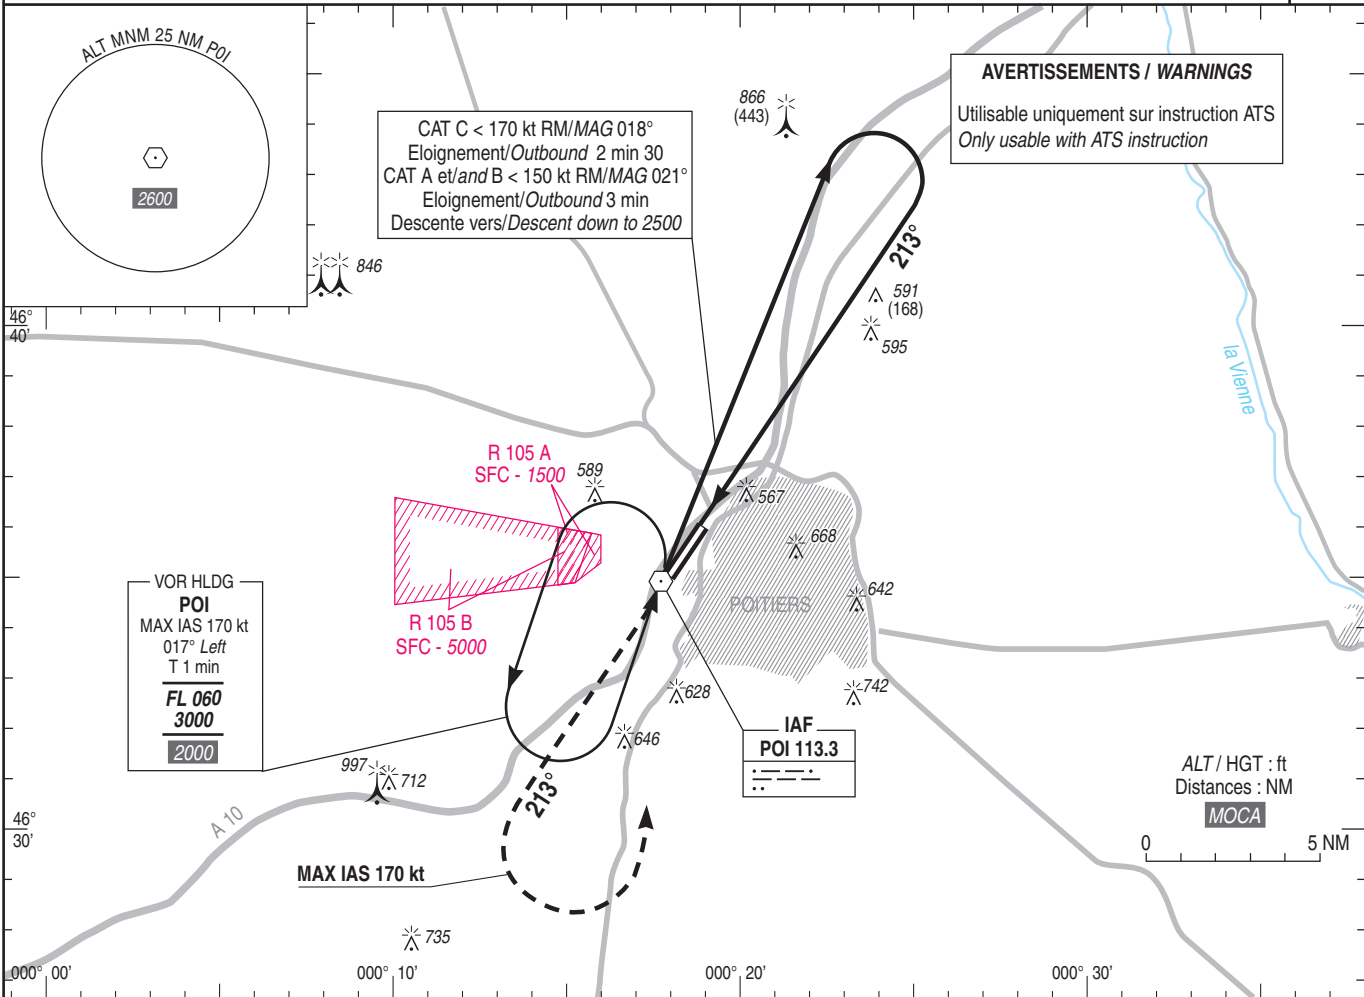 ALT MNM 25 NM POI
2600
CAT C < 170 kt RM/MAG 018°
Eloignement/Outbound 2 min 30
CAT A et/and B < 150 kt RM/MAG 021°
Eloignement/Outbound 3 min
Descente vers/Descent down to 2500
866
(443)
AVERTISSEMENTS / WARNINGS
Utilisable uniquement sur instruction ATS
Only usable with ATS instruction
846
213°
591
(168)
595
46°
40'
la Vienne
R 105 A
SFC - 1500
589
567
668
642
POITIERS
R 105 B
SFC - 5000
VOR HLDG
POI
MAX IAS 170 kt
017° Left
T 1 min
FL 060
3000
2000
628
742
646
IAF
POI 113.3
997
712
213°
A 10
46°
30'
MAX IAS 170 kt
735
ALT / HGT : ft
Distances : NM
MOCA
0 5 NM
000° 00' 000° 10' 000° 20' 000° 30'